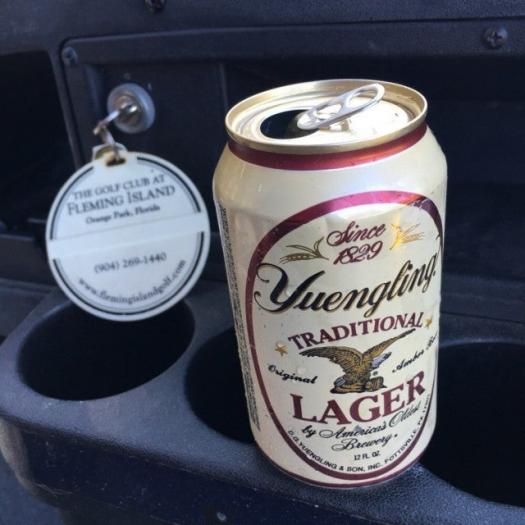 THE GOLF CLUB AT
FLEMING ISLAND
Orange Park, Florida
(904) 269-1440
www.flemingislandgolf.com
Since
1829
Yuengling
TRADITIONAL
Original
Amber
LAGER
by America's Oldest
Brewery.
12 FL. OZ.
D.G. YUENGLING & SON, INC. POTTSVILLE, PA